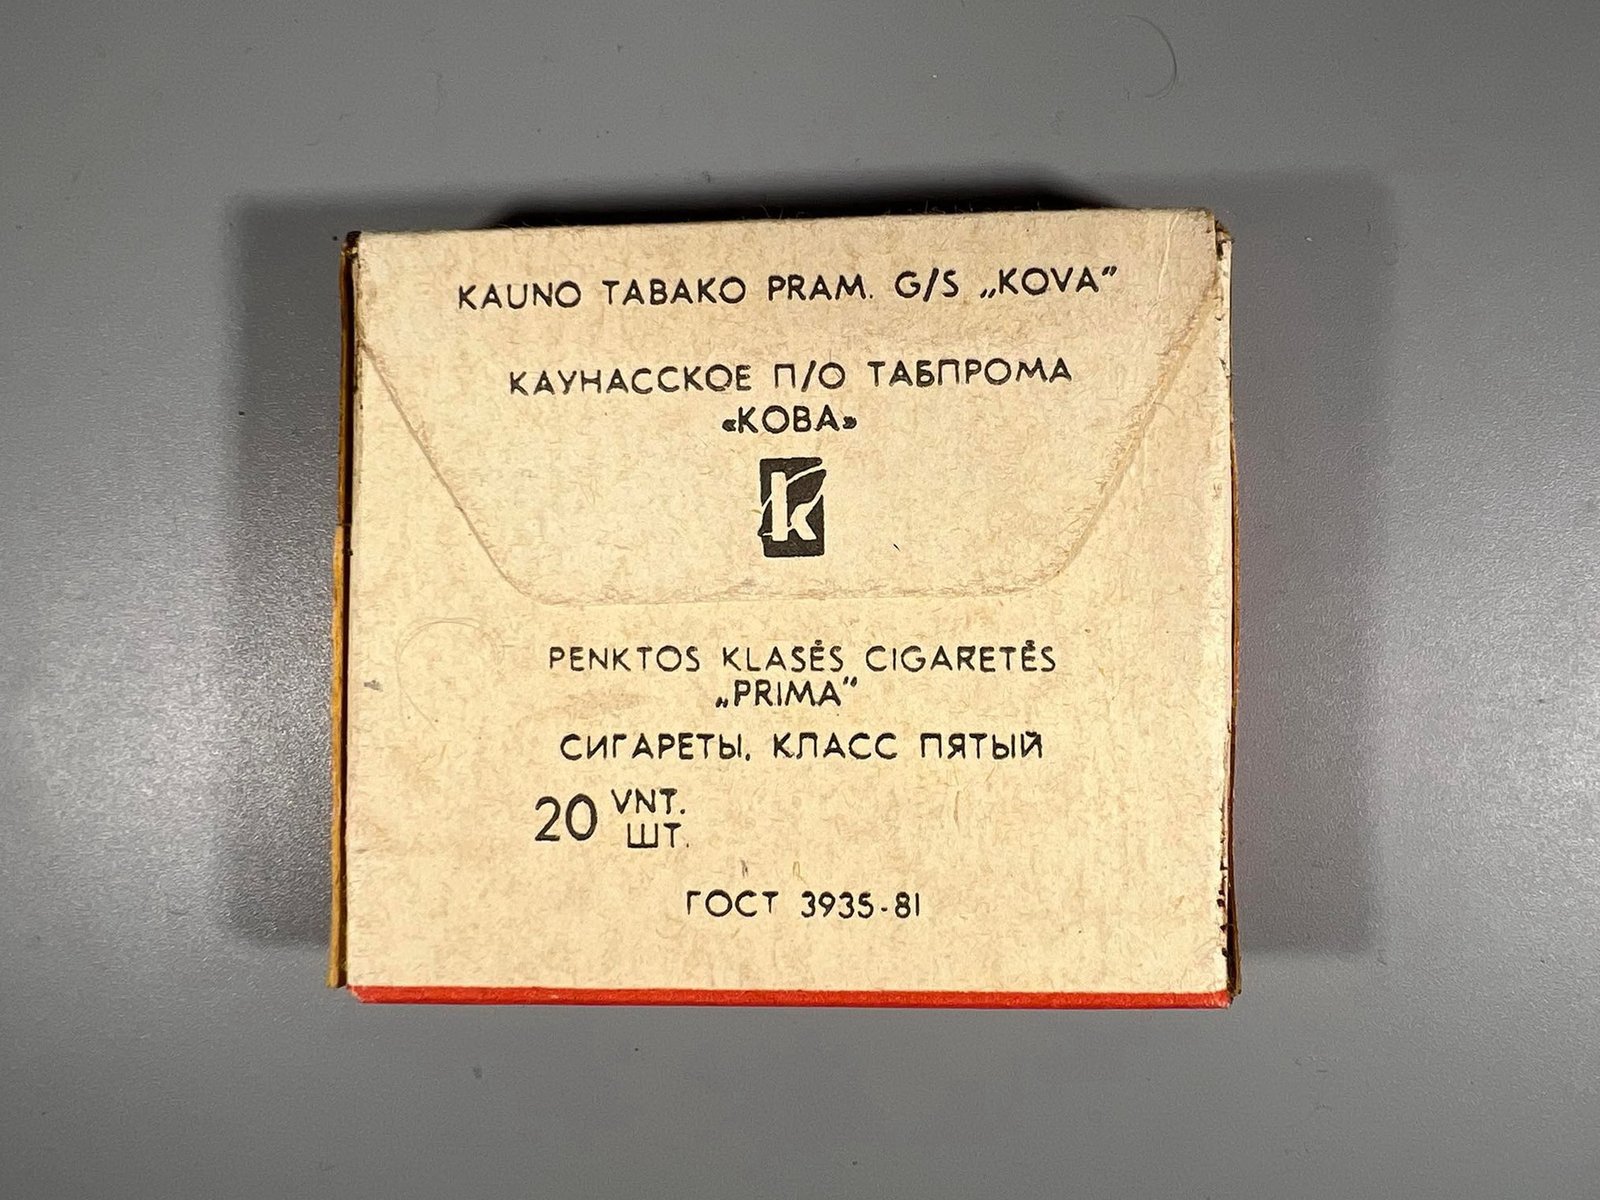 KAUNO TABAKO PRAM. G/S „KOVA"
КАУНАССКОЕ П/О ТАБПРОМА
«КОВА»
K
PENKTOS KLASĖS CIGARETĖS
„PRIMA"
СИГАРЕТЫ. КЛАСС ПЯТЫЙ
20 VNT.
ШТ.
ГОСТ 3935-81